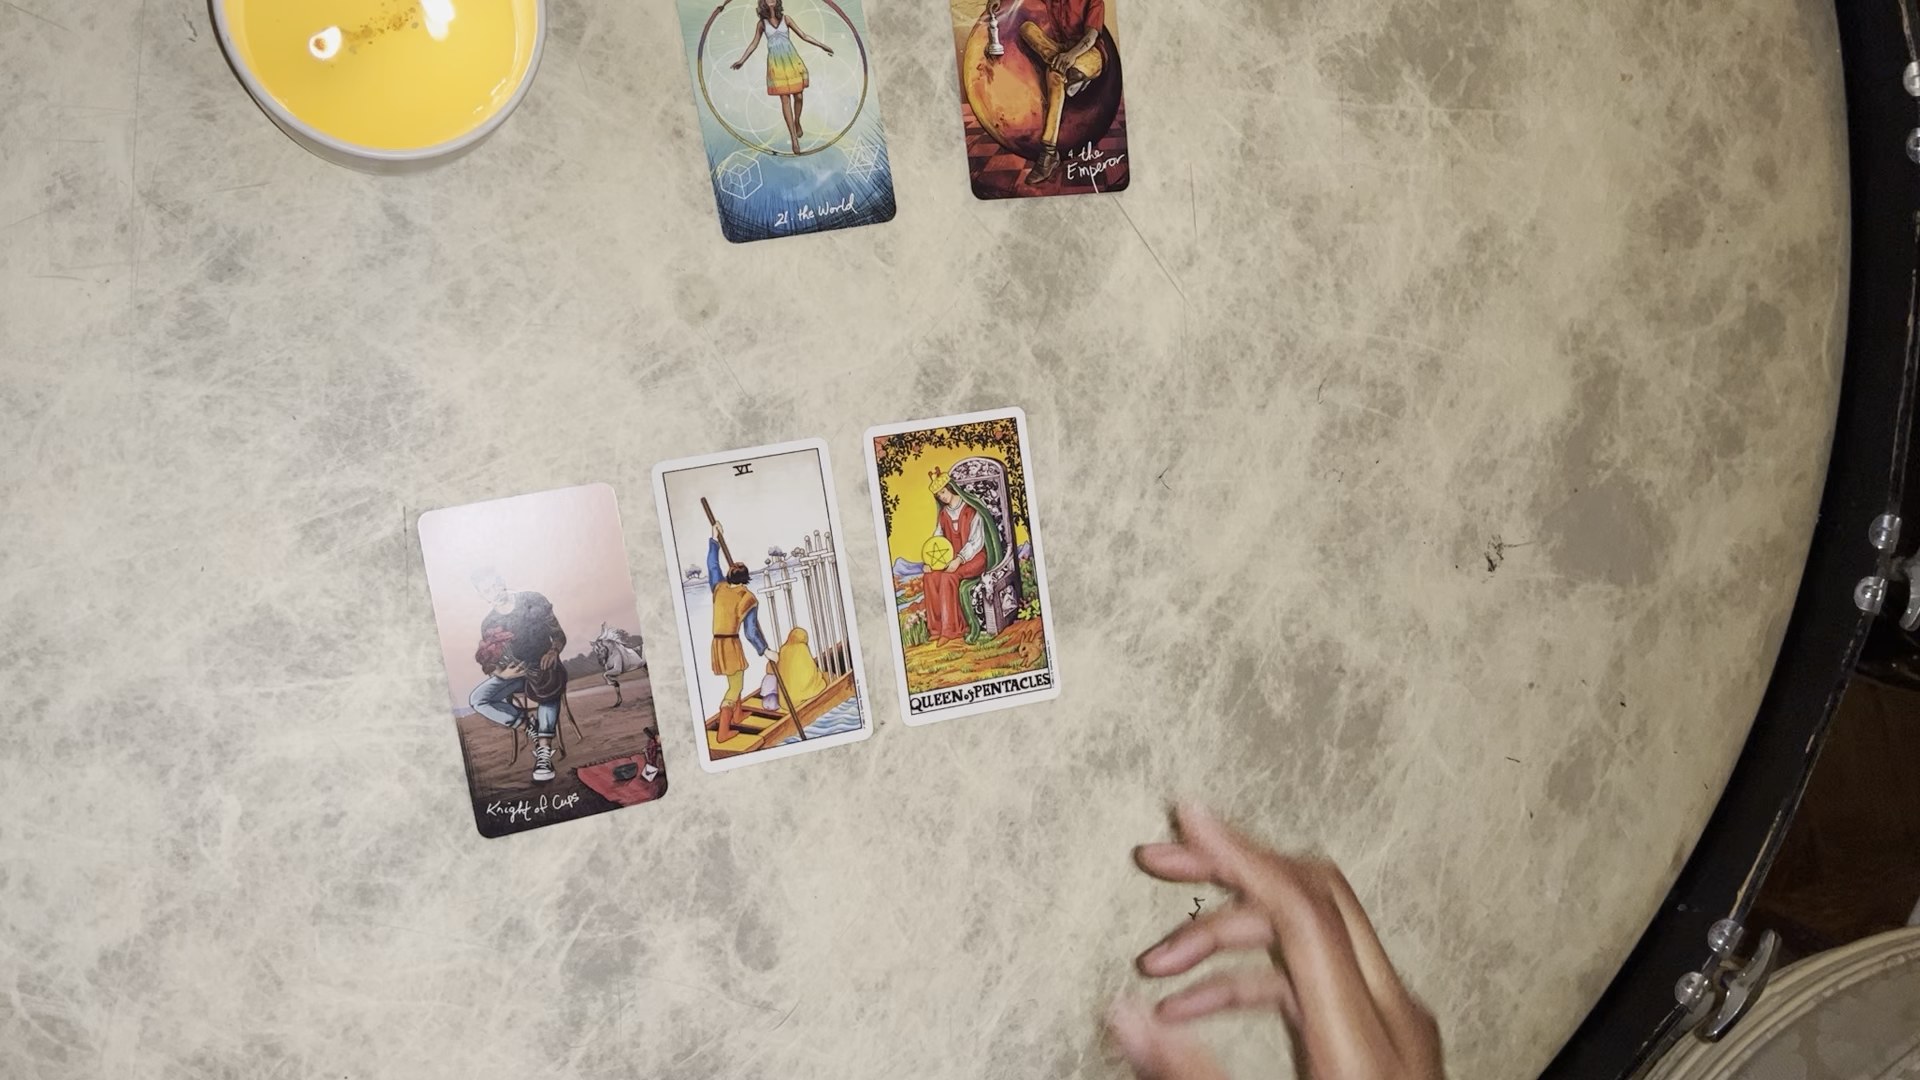 21. the World
4 the
Emperor
VI
QUEEN of PENTACLES
Knight of Cups